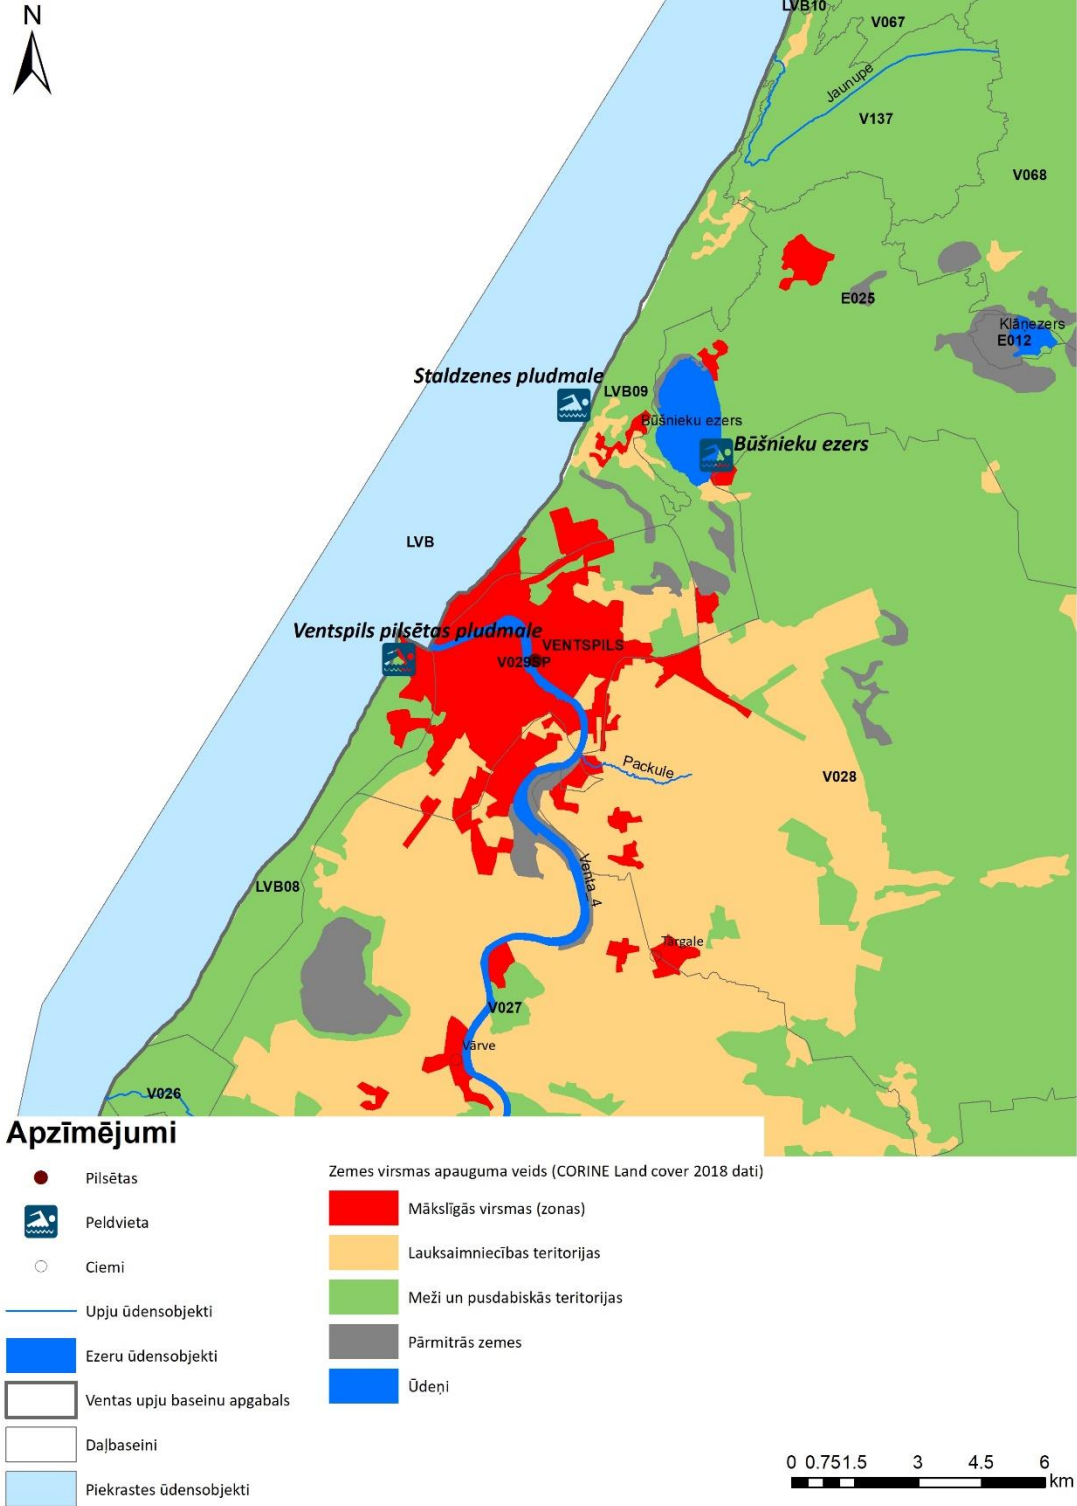 N
LVB10
V067
Jaunupe
V137
V068
E025
Klāņezers
E012
Staldzenes pludmale
LVB09
Būšnieku ezers
Būšnieku ezers
LVB
Ventspils pilsētas pludmale
VENTSPILS
V029SP
Packule
V028
Venta_4
LVB08
Tārgale
V027
Vārve
V026
Apzīmējumi
Pilsētas
Peldvieta
Ciemi
Upju ūdensobjekti
Ezeru ūdensobjekti
Ventas upju baseinu apgabals
Daļbaseini
Piekrastes ūdensobjekti
Zemes virsmas apauguma veids (CORINE Land cover 2018 dati)
Mākslīgās virsmas (zonas)
Lauksaimniecības teritorijas
Meži un pusdabiskās teritorijas
Pārmitrās zemes
Ūdeņi
0 0.75 1.5 3 4.5 6
km